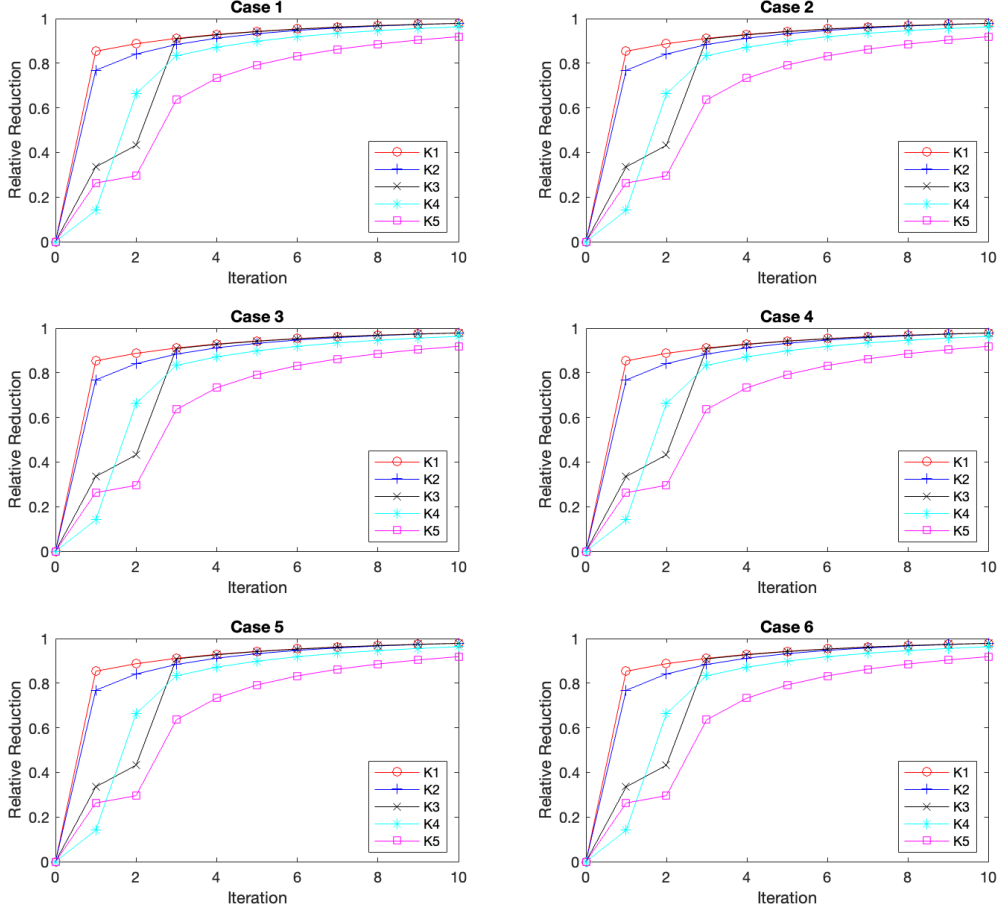 Case 1
Relative Reduction
1
0.8
0.6
0.4
0.2
0
K1
K2
K3
K4
K5
0 2 4 6 8 10
Iteration
Case 2
Relative Reduction
1
0.8
0.6
0.4
0.2
0
K1
K2
K3
K4
K5
0 2 4 6 8 10
Iteration
Case 3
Relative Reduction
1
0.8
0.6
0.4
0.2
0
K1
K2
K3
K4
K5
0 2 4 6 8 10
Iteration
Case 4
Relative Reduction
1
0.8
0.6
0.4
0.2
0
K1
K2
K3
K4
K5
0 2 4 6 8 10
Iteration
Case 5
Relative Reduction
1
0.8
0.6
0.4
0.2
0
K1
K2
K3
K4
K5
0 2 4 6 8 10
Iteration
Case 6
Relative Reduction
1
0.8
0.6
0.4
0.2
0
K1
K2
K3
K4
K5
0 2 4 6 8 10
Iteration